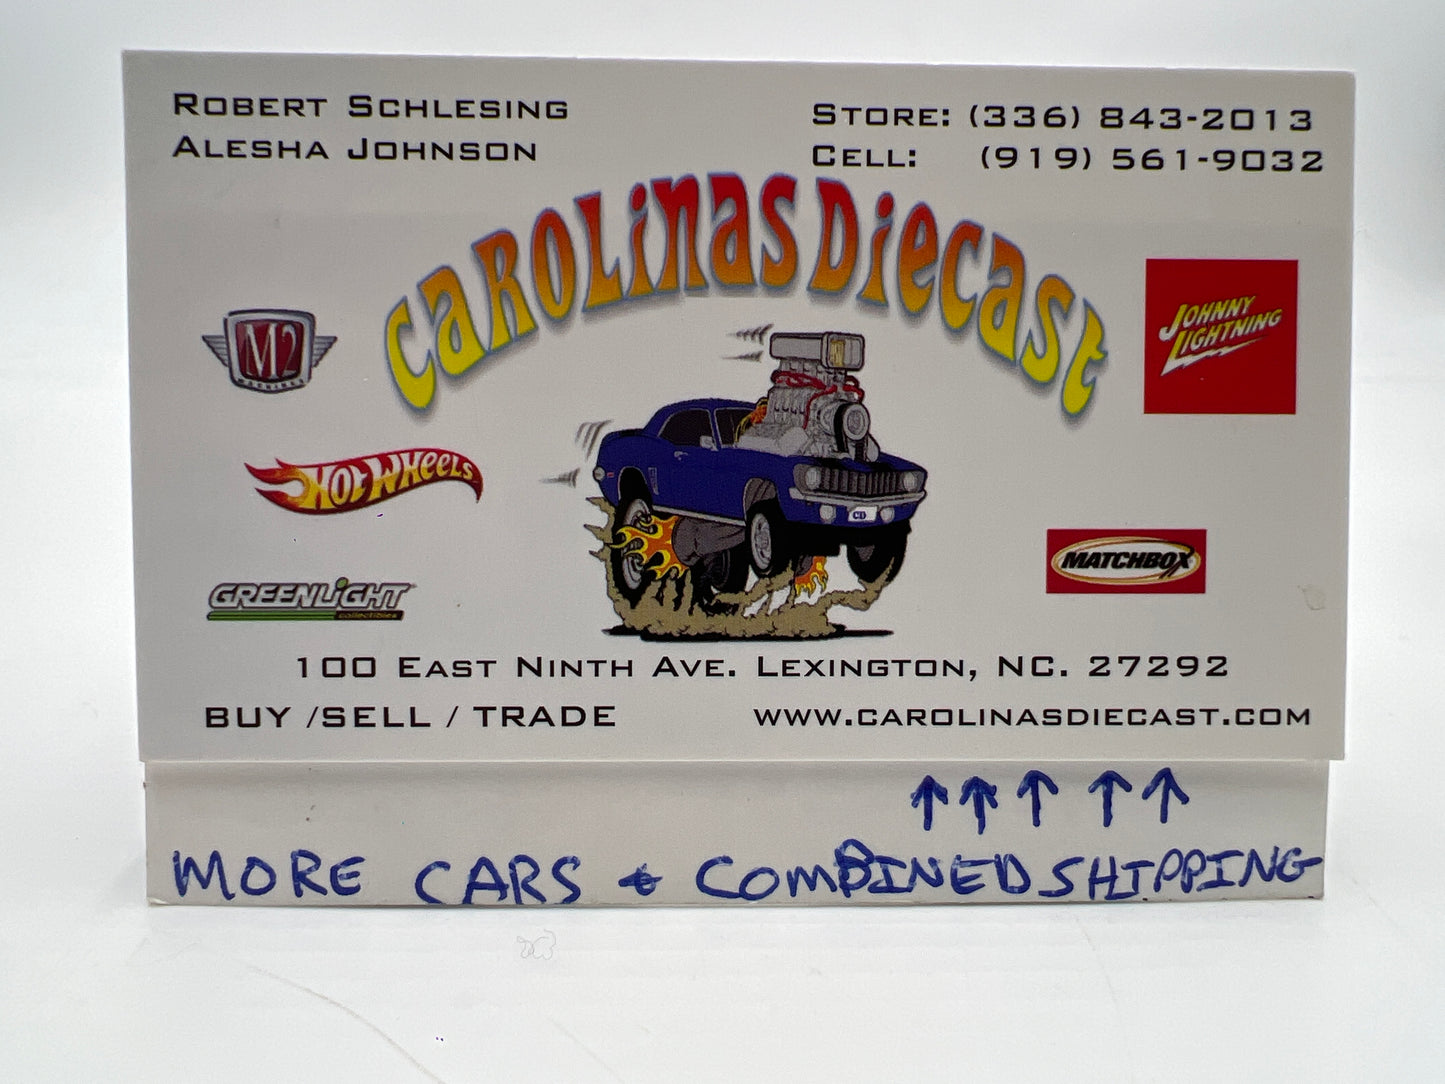 ROBERT SCHLESING
ALESHA JOHNSON
STORE: (336) 843-2013
CELL: (919) 561-9032
CAROLINAS DIECAST
M2
MACHINES
JOHNNY
LIGHTNING
HOT WHEELS
CD
MATCHBOX
GREENLIGHT
collectibles
100 EAST NINTH AVE. LEXINGTON, NC. 27292
BUY /SELL / TRADE
WWW.CAROLINASDIECAST.COM
↑ ↑ ↑ ↑ ↑
MORE CARS & COMBINED SHIPPING